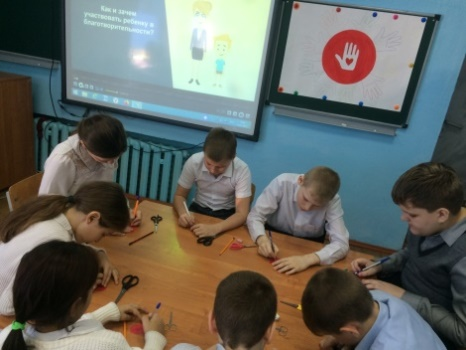 Как и зачем
участвовать ребенку в
благотворительности?